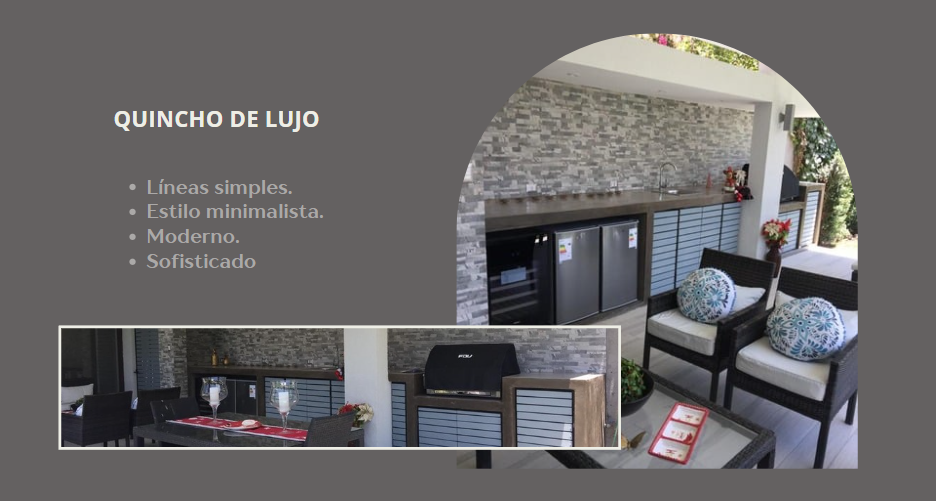 QUINCHO DE LUJO
• Líneas simples.
• Estilo minimalista.
• Moderno.
• Sofisticado